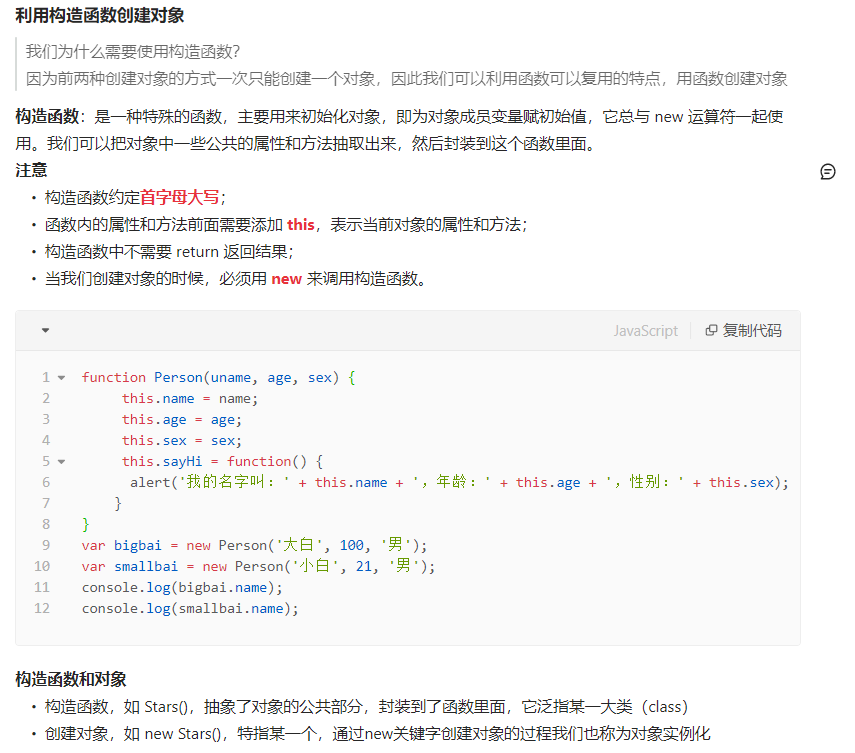 利用构造函数创建对象
我们为什么需要使用构造函数？
因为前两种创建对象的方式一次只能创建一个对象，因此我们可以利用函数可以复用的特点，用函数创建对象
构造函数：是一种特殊的函数，主要用来初始化对象，即为对象成员变量赋初始值，它总与 new 运算符一起使
用。我们可以把对象中一些公共的属性和方法抽取出来，然后封装到这个函数里面。
注意
• 构造函数约定首字母大写；
• 函数内的属性和方法前面需要添加 this，表示当前对象的属性和方法；
• 构造函数中不需要 return 返回结果；
• 当我们创建对象的时候，必须用 new 来调用构造函数。
JavaScript 复制代码
1 function Person(uname, age, sex) {
2 this.name = name;
3 this.age = age;
4 this.sex = sex;
5 this.sayHi = function() {
6 alert('我的名字叫：' + this.name + '，年龄：' + this.age + '，性别：' + this.sex);
7 }
8 }
9 var bigbai = new Person('大白', 100, '男');
10 var smallbai = new Person('小白', 21, '男');
11 console.log(bigbai.name);
12 console.log(smallbai.name);
构造函数和对象
• 构造函数，如 Stars()，抽象了对象的公共部分，封装到了函数里面，它泛指某一大类（class）
• 创建对象，如 new Stars()，特指某一个，通过new关键字创建对象的过程我们也称为对象实例化